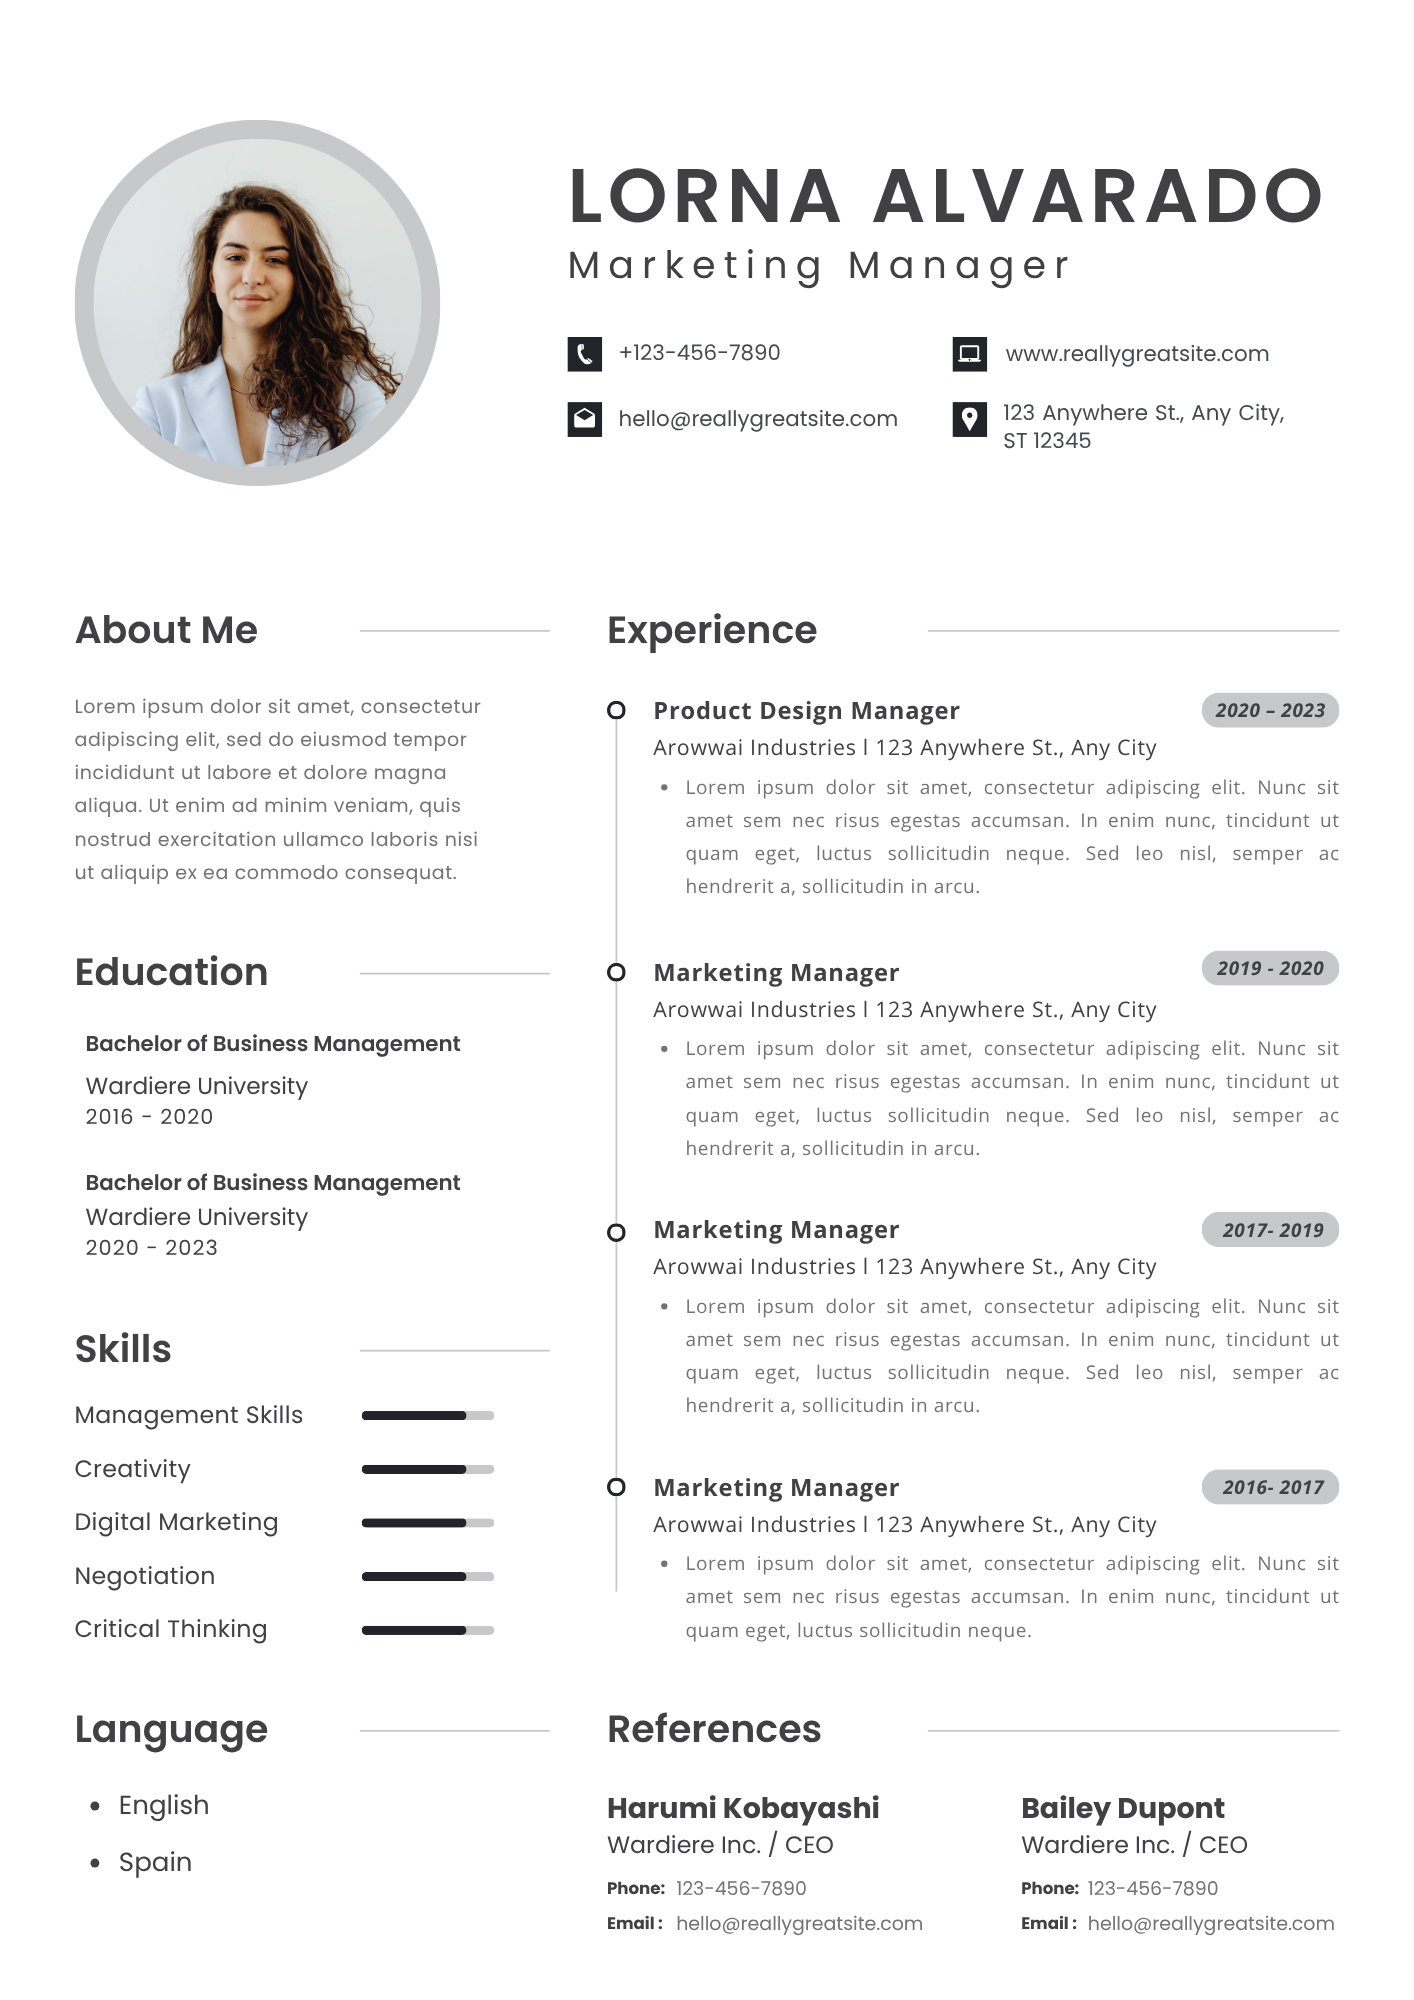 LORNA ALVARADO
Marketing Manager
+123-456-7890
www.reallygreatsite.com
hello@reallygreatsite.com
123 Anywhere St., Any City,
ST 12345
About Me
Lorem ipsum dolor sit amet, consectetur
adipiscing elit, sed do eiusmod tempor
incididunt ut labore et dolore magna
aliqua. Ut enim ad minim veniam, quis
nostrud exercitation ullamco laboris nisi
ut aliquip ex ea commodo consequat.
Education
Bachelor of Business Management
Wardiere University
2016 - 2020
Bachelor of Business Management
Wardiere University
2020 - 2023
Skills
Management Skills
Creativity
Digital Marketing
Negotiation
Critical Thinking
Language
• English
• Spain
Experience
Product Design Manager
2020 – 2023
Arowwai Industries l 123 Anywhere St., Any City
• Lorem ipsum dolor sit amet, consectetur adipiscing elit. Nunc sit
amet sem nec risus egestas accumsan. In enim nunc, tincidunt ut
quam eget, luctus sollicitudin neque. Sed leo nisl, semper ac
hendrerit a, sollicitudin in arcu.
Marketing Manager
2019 - 2020
Arowwai Industries l 123 Anywhere St., Any City
• Lorem ipsum dolor sit amet, consectetur adipiscing elit. Nunc sit
amet sem nec risus egestas accumsan. In enim nunc, tincidunt ut
quam eget, luctus sollicitudin neque. Sed leo nisl, semper ac
hendrerit a, sollicitudin in arcu.
Marketing Manager
2017- 2019
Arowwai Industries l 123 Anywhere St., Any City
• Lorem ipsum dolor sit amet, consectetur adipiscing elit. Nunc sit
amet sem nec risus egestas accumsan. In enim nunc, tincidunt ut
quam eget, luctus sollicitudin neque. Sed leo nisl, semper ac
hendrerit a, sollicitudin in arcu.
Marketing Manager
2016- 2017
Arowwai Industries l 123 Anywhere St., Any City
• Lorem ipsum dolor sit amet, consectetur adipiscing elit. Nunc sit
amet sem nec risus egestas accumsan. In enim nunc, tincidunt ut
quam eget, luctus sollicitudin neque.
References
Harumi Kobayashi
Wardiere Inc. / CEO
Phone: 123-456-7890
Email : hello@reallygreatsite.com
Bailey Dupont
Wardiere Inc. / CEO
Phone: 123-456-7890
Email : hello@reallygreatsite.com